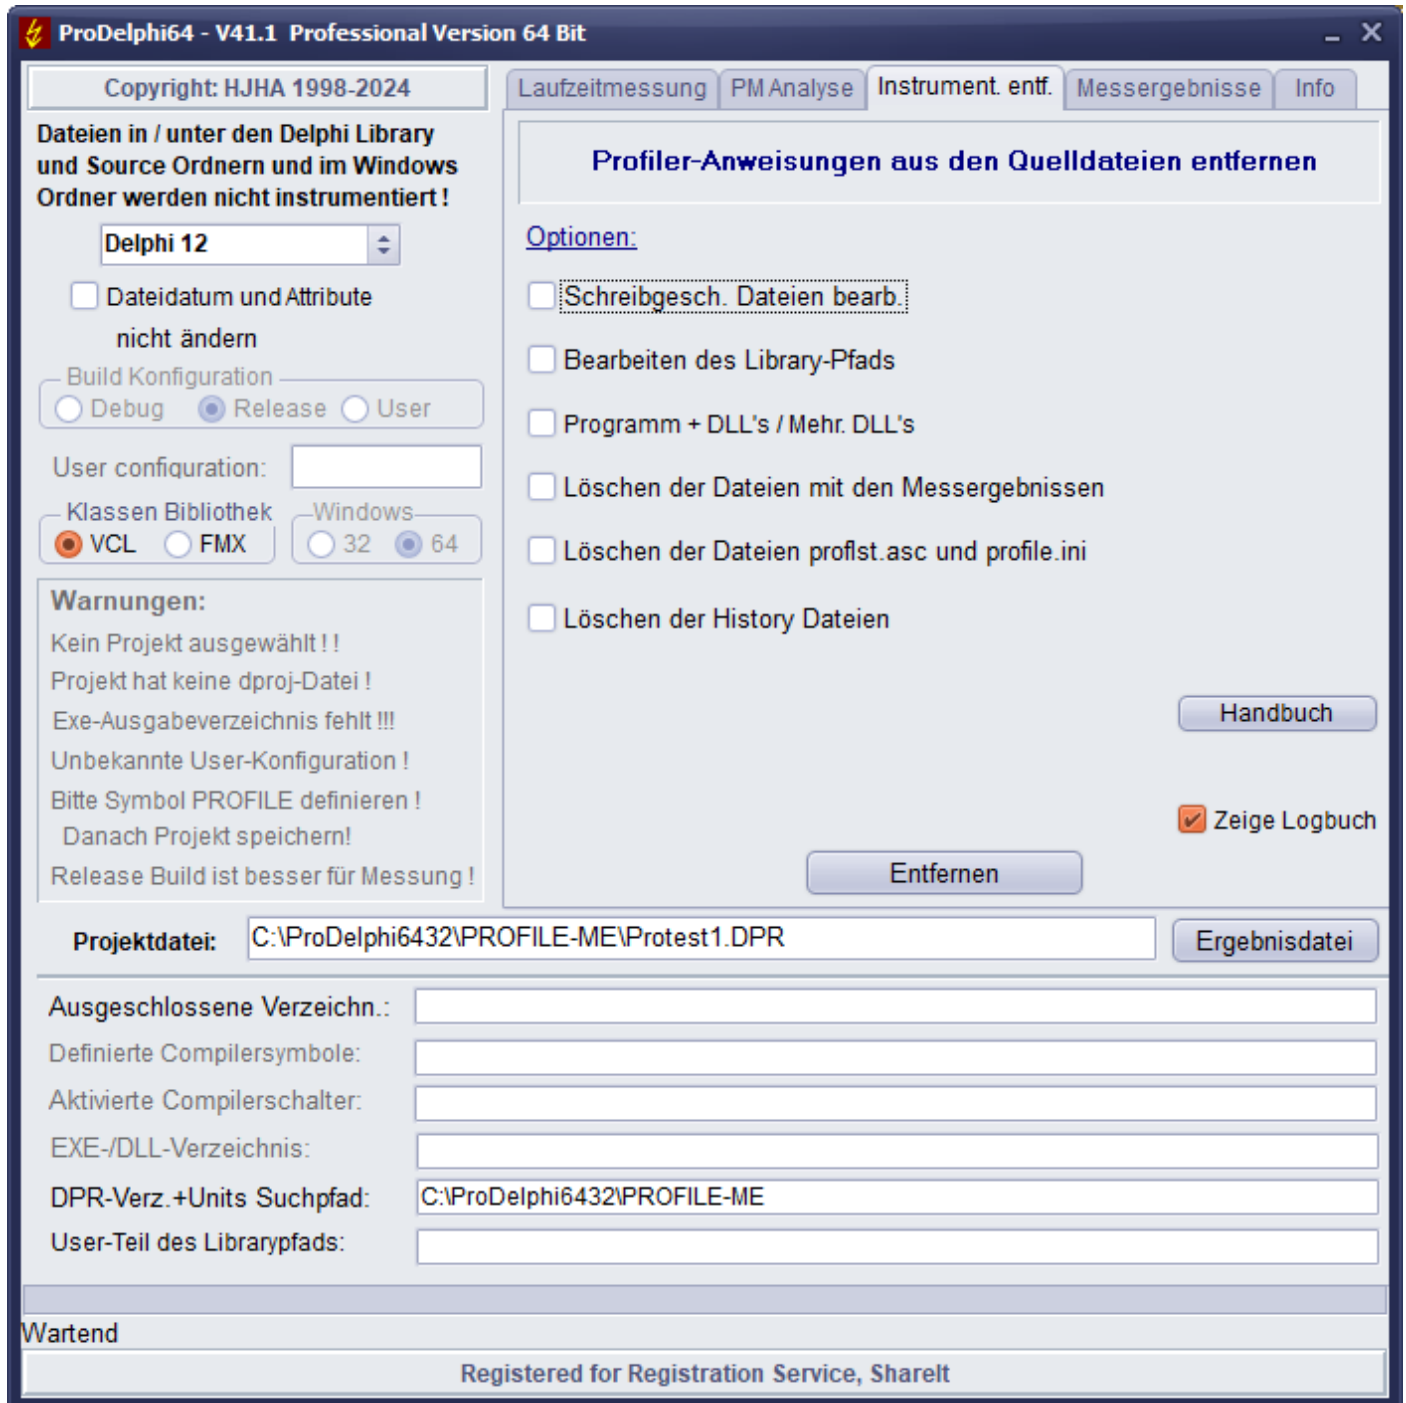 ProDelphi64 - V41.1 Professional Version 64 Bit
Copyright: HJHA 1998-2024
Dateien in / unter den Delphi Library
und Source Ordnern und im Windows
Ordner werden nicht instrumentiert !
Delphi 12
Dateidatum und Attribute
nicht ändern
Build Konfiguration
Debug Release User
User configuration:
Klassen Bibliothek
VCL FMX
Windows
32 64
Warnungen:
Kein Projekt ausgewählt ! !
Projekt hat keine dproj-Datei !
Exe-Ausgabeverzeichnis fehlt !!!
Unbekannte User-Konfiguration !
Bitte Symbol PROFILE definieren !
Danach Projekt speichern!
Release Build ist besser für Messung !
Laufzeitmessung PM Analyse Instrument. entf. Messergebnisse Info
Profiler-Anweisungen aus den Quelldateien entfernen
Optionen:
Schreibgesch. Dateien bearb.
Bearbeiten des Library-Pfads
Programm + DLL's / Mehr. DLL's
Löschen der Dateien mit den Messergebnissen
Löschen der Dateien proflst.asc und profile.ini
Löschen der History Dateien
Handbuch
Zeige Logbuch
Entfernen
Projektdatei: C:\ProDelphi6432\PROFILE-ME\Protest1.DPR Ergebnisdatei
Ausgeschlossene Verzeichn.:
Definierte Compilersymbole:
Aktivierte Compilerschalter:
EXE-/DLL-Verzeichnis:
DPR-Verz.+Units Suchpfad: C:\ProDelphi6432\PROFILE-ME
User-Teil des Librarypfads:
Wartend
Registered for Registration Service, ShareIt